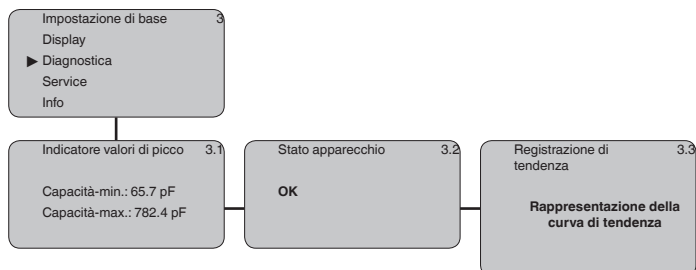 Impostazione di base 3
Display
▶ Diagnostica
Service
Info
Indicatore valori di picco 3.1
Capacità-min.: 65.7 pF
Capacità-max.: 782.4 pF
Stato apparecchio 3.2
OK
Registrazione di 3.3
tendenza
Rappresentazione della
curva di tendenza